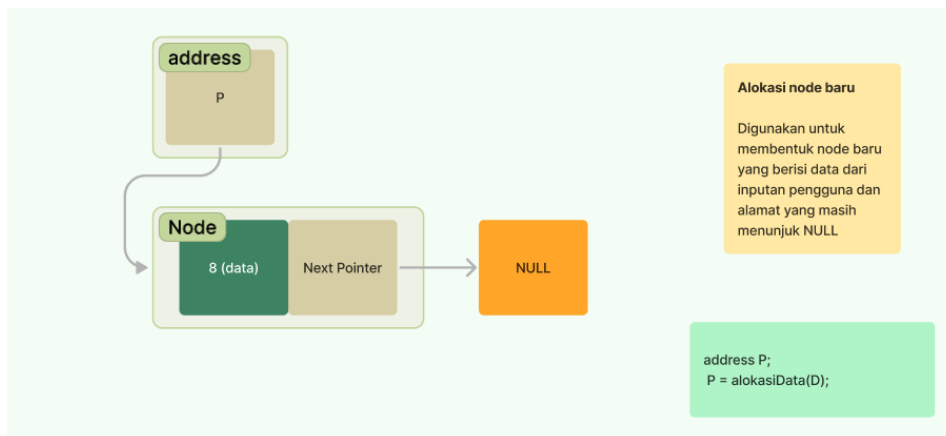 address
P
Node
8 (data)
Next Pointer
NULL
Alokasi node baru
Digunakan untuk
membentuk node baru
yang berisi data dari
inputan pengguna dan
alamat yang masih
menunjuk NULL
address P;
P = alokasiData(D);